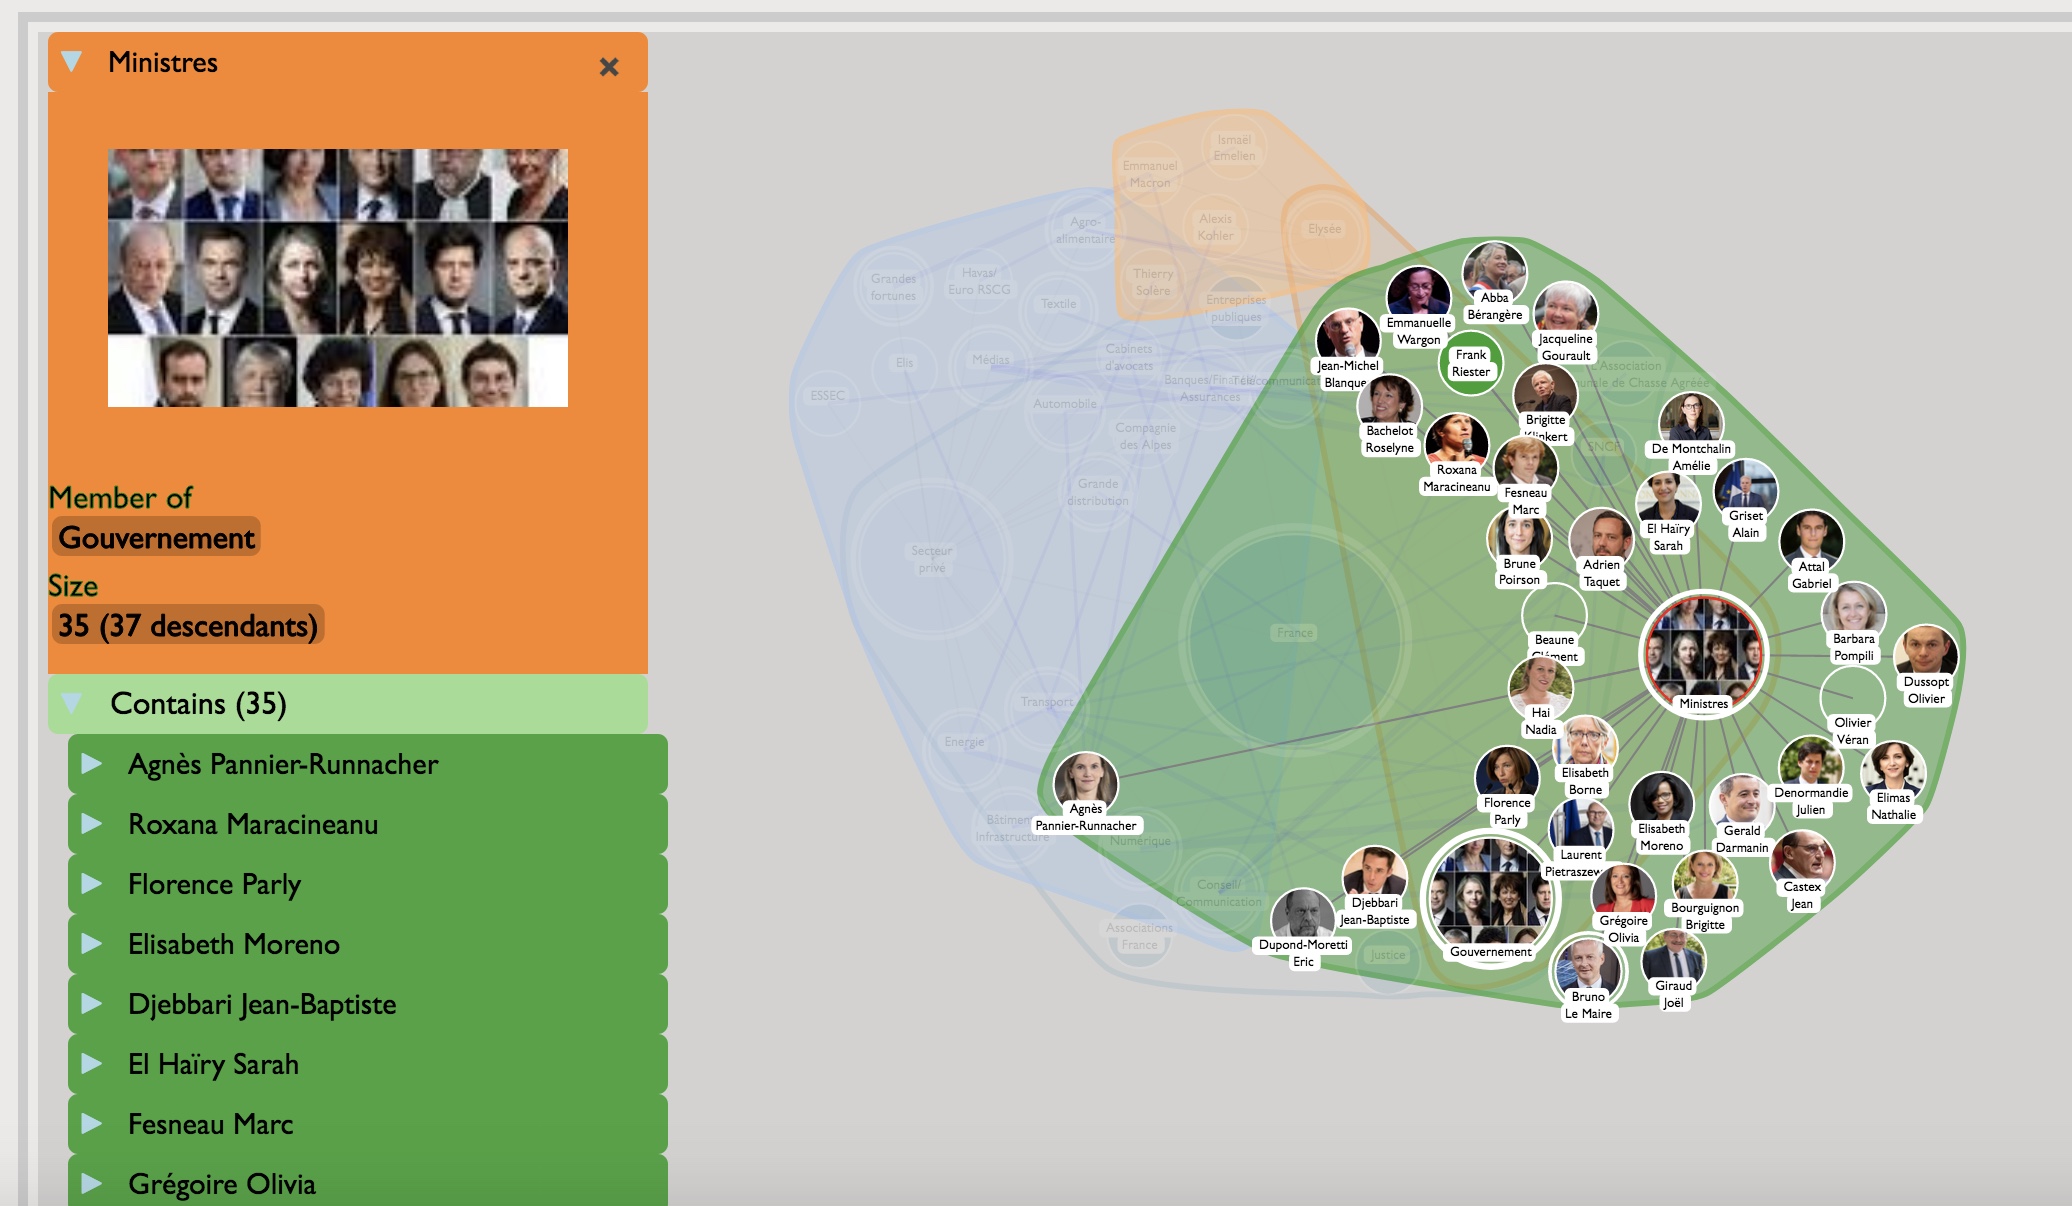 Ministres
Member of
Gouvernement
Size
35 (37 descendants)
Contains (35)
Agnès Pannier-Runnacher
Roxana Maracineanu
Florence Parly
Elisabeth Moreno
Djebbari Jean-Baptiste
El Haïry Sarah
Fesneau Marc
Grégoire Olivia
Ismaël
Emelien
Emmanuel
Macron
Alexis
Kohler
Elysée
Agro-
alimentaire
Thierry
Solère
Entreprises
publiques
Grandes
fortunes
Havas/
Euro RSCG
Textile
Elis
Médias
Cabinets
d'avocats
ESSEC
Automobile
Banques/
Assurances
Compagnie
des Alpes
Grande
distribution
Secteur
privé
France
Transport
Energie
Infrastructure
Numérique
Conseil/
Communication
Associations
France
Justice
L'Association
de Chasse Agréée
SNCF
Abba
Bérangère
Emmanuelle
Wargon
Jacqueline
Gourault
Jean-Michel
Frank
Riester
Bachelot
Roselyne
Brigitte
Klinkert
Roxana
Maracineanu
De Montchalin
Amélie
Fesneau
Marc
El Haïry
Sarah
Griset
Alain
Brune
Poirson
Adrien
Taquet
Attal
Gabriel
Beaune
Clément
Barbara
Pompili
Dussopt
Olivier
Ministres
Hai
Nadia
Olivier
Véran
Elisabeth
Borne
Florence
Parly
Denormandie
Julien
Elimas
Nathalie
Agnès
Pannier-Runnacher
Elisabeth
Moreno
Gerald
Darmanin
Laurent
Castex
Jean
Djebbari
Jean-Baptiste
Grégoire
Olivia
Bourguignon
Brigitte
Dupond-Moretti
Eric
Gouvernement
Bruno
Le Maire
Giraud
Joël